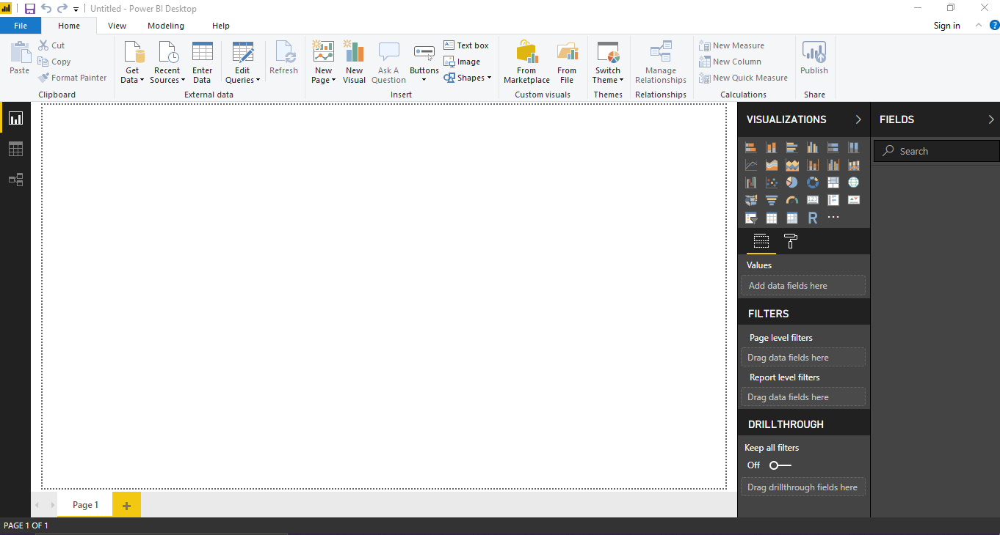 Untitled - Power BI Desktop
File Home View Modeling Help Sign in ?
Paste
Cut
Copy
Format Painter
Clipboard
Get Data
Recent Sources
Enter Data
Edit Queries
Refresh
External data
New Page
New Visual
Ask A Question
Buttons
Text box
Image
Shapes
Insert
From Marketplace
From File
Custom visuals
Switch Theme
Themes
Manage Relationships
Relationships
New Measure
New Column
New Quick Measure
Calculations
Publish
Share
VISUALIZATIONS
R
Values
Add data fields here
FILTERS
Page level filters
Drag data fields here
Report level filters
Drag data fields here
DRILLTHROUGH
Keep all filters
Off
Drag drillthrough fields here
FIELDS
Search
Page 1
PAGE 1 OF 1